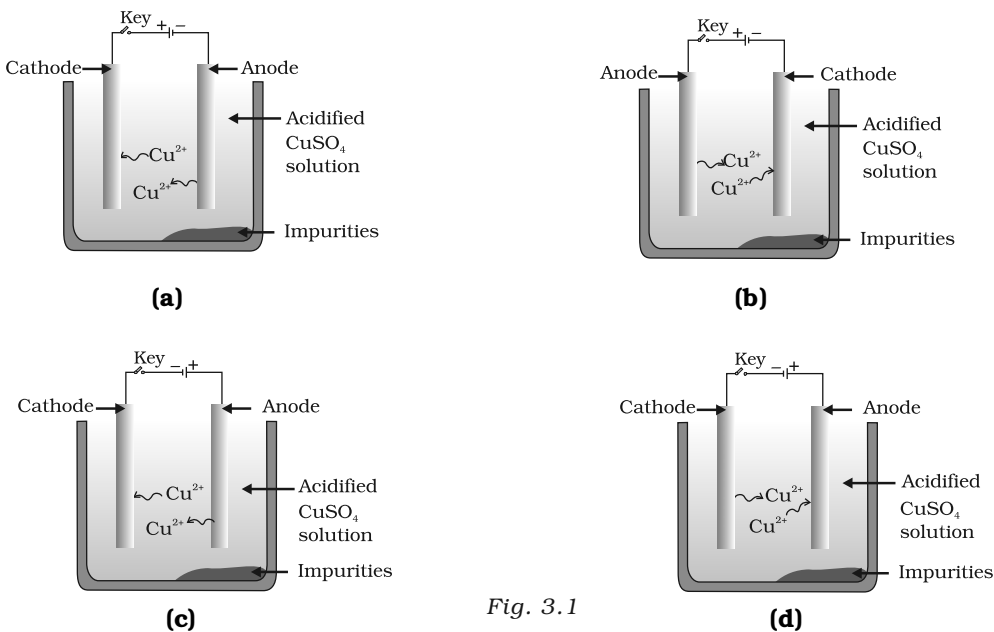 Key + −
Cathode
Anode
Acidified
CuSO₄
solution
Cu²⁺
Cu²⁺
Impurities
(a)
Key + −
Anode
Cathode
Acidified
CuSO₄
solution
Cu²⁺
Cu²⁺
Impurities
(b)
Key − +
Cathode
Anode
Cu²⁺
Acidified
CuSO₄
solution
Cu²⁺
Impurities
(c)
Fig. 3.1
Key − +
Cathode
Anode
Acidified
CuSO₄
solution
Cu²⁺
Cu²⁺
Impurities
(d)